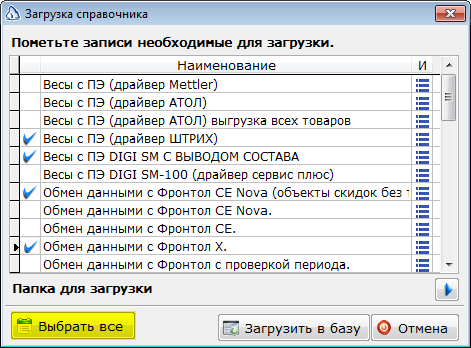 Загрузка справочника
Пометьте записи необходимые для загрузки.
Наименование И
Весы с ПЭ (драйвер Mettler)
Весы с ПЭ (драйвер АТОЛ)
Весы с ПЭ (драйвер АТОЛ) выгрузка всех товаров
Весы с ПЭ (драйвер ШТРИХ)
Весы с ПЭ DIGI SM С ВЫВОДОМ СОСТАВА
Весы с ПЭ DIGI SM-100 (драйвер сервис плюс)
Обмен данными с Фронтол CE Nova (объекты скидок без
Обмен данными с Фронтол CE Nova.
Обмен данными с Фронтол CE.
Обмен данными с Фронтол X.
Обмен данными с Фронтол с проверкой периода.
Папка для загрузки
Выбрать все
Загрузить в базу
Отмена